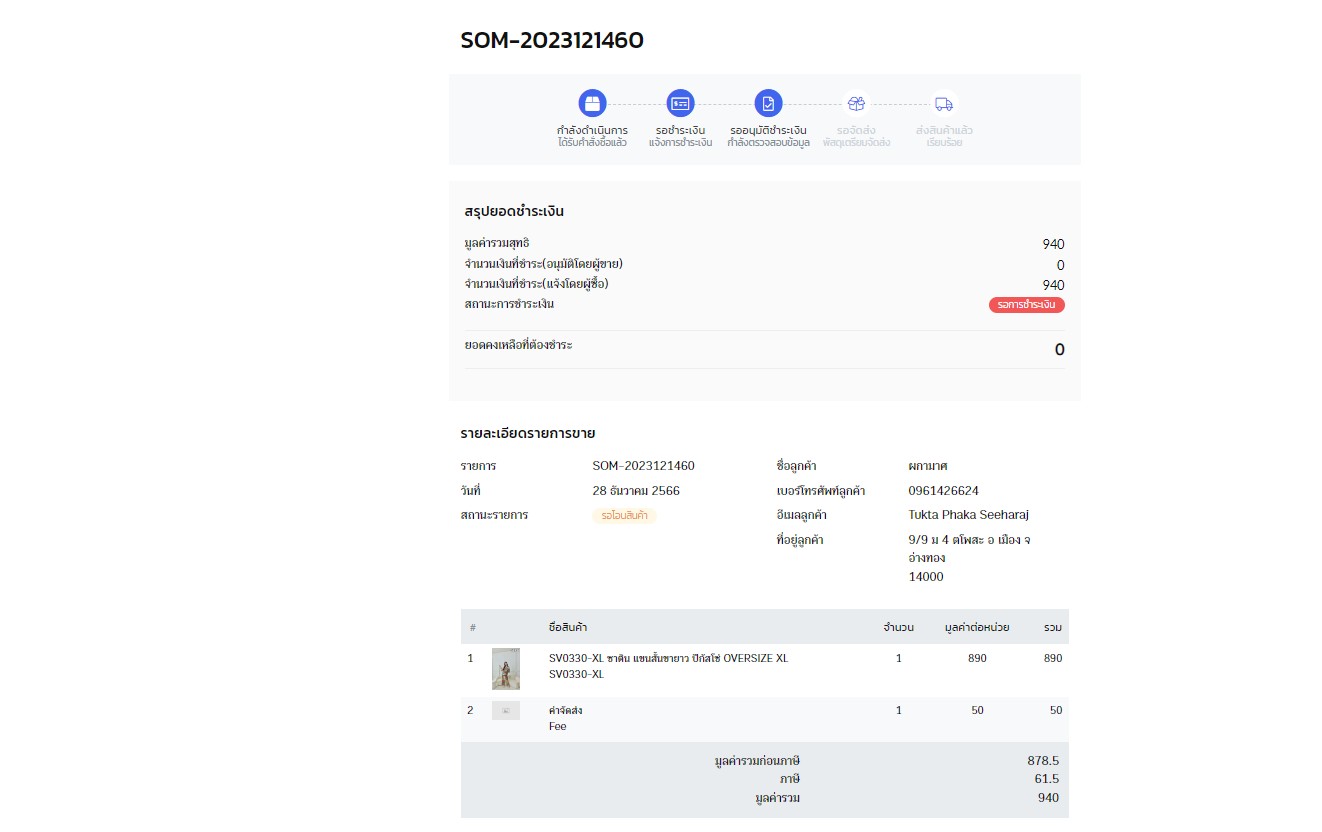 SOM-2023121460
กำลังดำเนินการ
ได้รับคำสั่งซื้อแล้ว
รอชำระเงิน
แจ้งการชำระเงิน
รออนุมัติชำระเงิน
กำลังตรวจสอบข้อมูล
รอจัดส่ง
พัสดุเตรียมจัดส่ง
ส่งสินค้าแล้ว
เรียบร้อย
สรุปยอดชำระเงิน
มูลค่ารวมสุทธิ 940
จำนวนเงินที่ชำระ(อนุมัติโดยผู้ขาย) 0
จำนวนเงินที่ชำระ(แจ้งโดยผู้ซื้อ) 940
สถานะการชำระเงิน รอการชำระเงิน
ยอดคงเหลือที่ต้องชำระ 0
รายละเอียดรายการขาย
รายการ SOM-2023121460
วันที่ 28 ธันวาคม 2566
สถานะรายการ รอโอนสินค้า
ชื่อลูกค้า ผกามาศ
เบอร์โทรศัพท์ลูกค้า 0961426624
อีเมลลูกค้า Tukta Phaka Seeharaj
ที่อยู่ลูกค้า 9/9 ม 4 ตโพสะ อ เมือง จ
อ่างทอง
14000
# ชื่อสินค้า จำนวน มูลค่าต่อหน่วย รวม
1 SV0330-XL ซาติน แขนสั้นขายาว ปีกัสโซ่ OVERSIZE XL 1 890 890
SV0330-XL
2 ค่าจัดส่ง 1 50 50
Fee
มูลค่ารวมก่อนภาษี 878.5
ภาษี 61.5
มูลค่ารวม 940